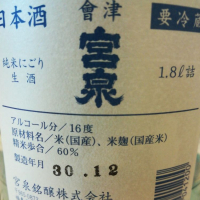 日本酒
會津
宮泉
要冷蔵
純米にごり
生酒
1.8ℓ詰
アルコール分/16度
原材料名/米(国産)、米麹(国産米)
精米歩合/60%
製造年月
30.12
宮泉銘醸株式会社